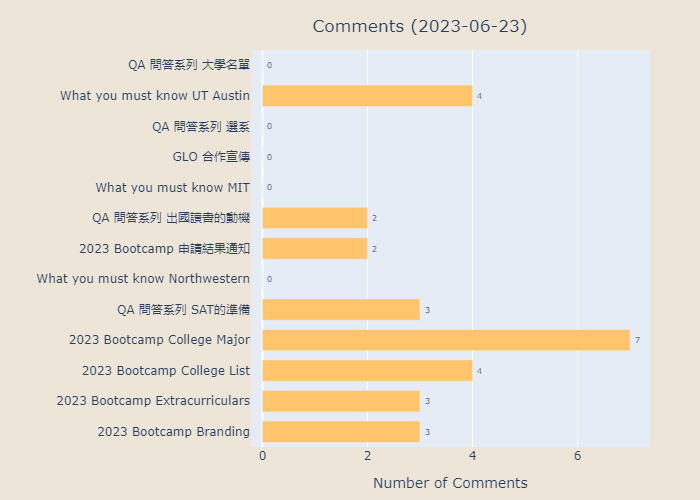 Comments (2023-06-23)
QA 問答系列 大學名單 0
What you must know UT Austin 4
QA 問答系列 選系 0
GLO 合作宣傳 0
What you must know MIT 0
QA 問答系列 出國讀書的動機 2
2023 Bootcamp 申請結果通知 2
What you must know Northwestern 0
QA 問答系列 SAT的準備 3
2023 Bootcamp College Major 7
2023 Bootcamp College List 4
2023 Bootcamp Extracurriculars 3
2023 Bootcamp Branding 3
0 2 4 6
Number of Comments